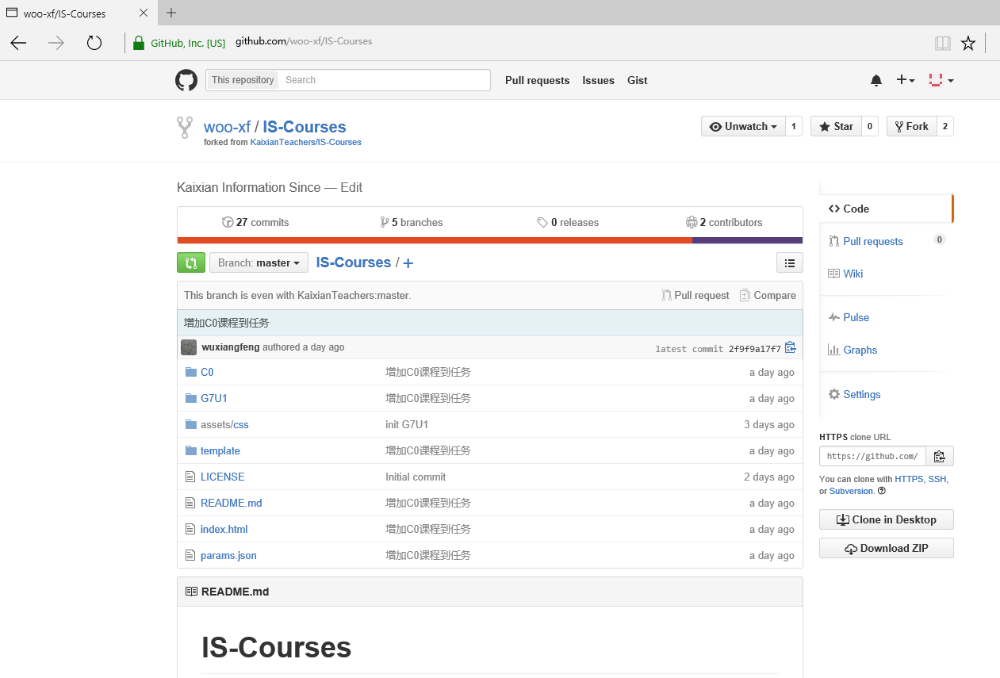 woo-xf/IS-Courses
GitHub, Inc. [US] github.com/woo-xf/IS-Courses
This repository Search Pull requests Issues Gist
woo-xf / IS-Courses Unwatch 1 Star 0 Fork 2
forked from KaixianTeachers/IS-Courses
Kaixian Information Since — Edit
27 commits 5 branches 0 releases 2 contributors
Branch: master IS-Courses / +
This branch is even with KaixianTeachers:master. Pull request Compare
增加C0课程到任务
wuxiangfeng authored a day ago latest commit 2f9f9a17f7
C0 增加C0课程到任务 a day ago
G7U1 增加C0课程到任务 a day ago
assets/css init G7U1 3 days ago
template 增加C0课程到任务 a day ago
LICENSE Initial commit 2 days ago
README.md 增加C0课程到任务 a day ago
index.html 增加C0课程到任务 a day ago
params.json 增加C0课程到任务 a day ago
README.md
IS-Courses
Code
Pull requests 0
Wiki
Pulse
Graphs
Settings
HTTPS clone URL
https://github.com/
You can clone with HTTPS, SSH,
or Subversion.
Clone in Desktop
Download ZIP